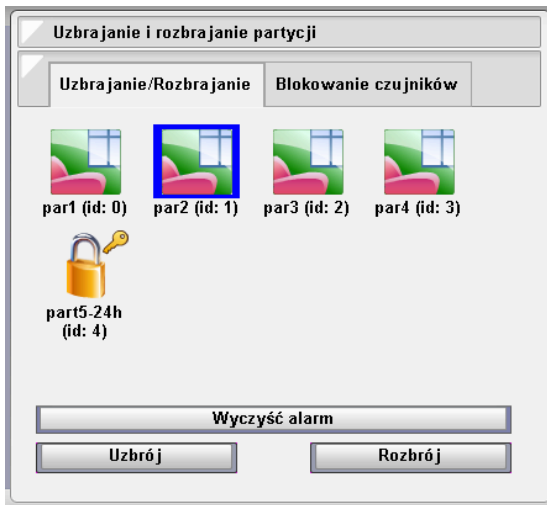 Uzbrajanie i rozbrajanie partycji
Uzbrajanie/Rozbrajanie Blokowanie czujników
par1 (id: 0) par2 (id: 1) par3 (id: 2) par4 (id: 3)
part5-24h
(id: 4)
Wyczyść alarm
Uzbrój Rozbrój